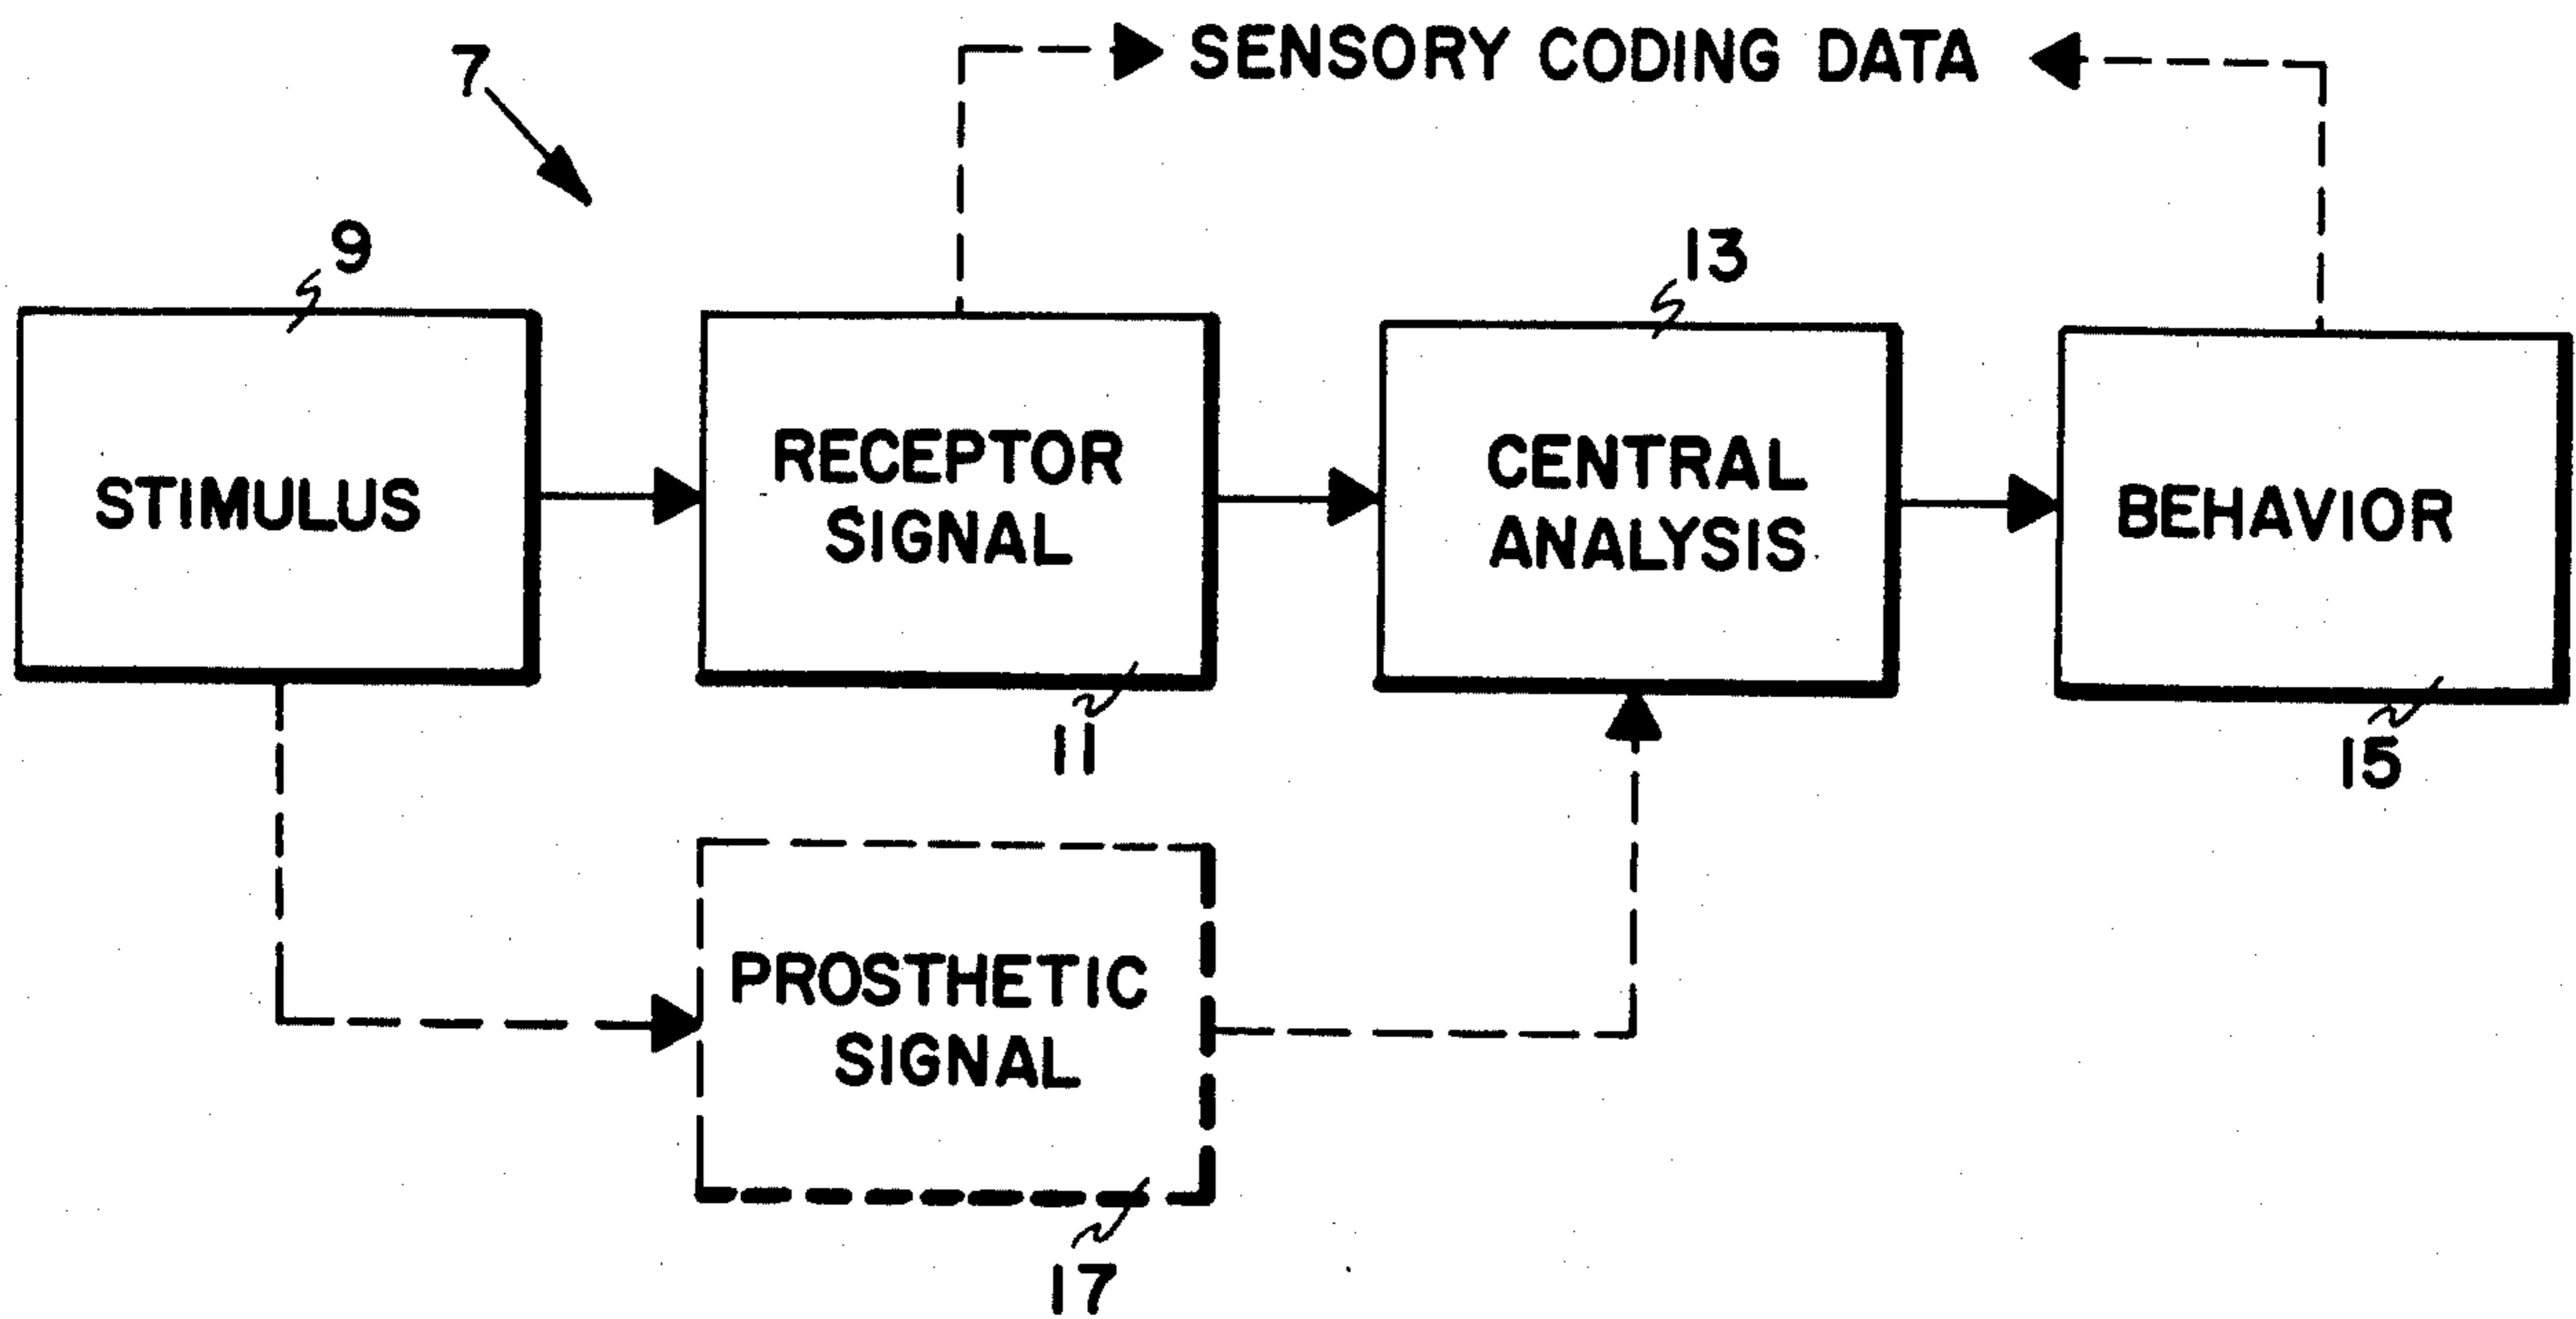 7
SENSORY CODING DATA
9
13
STIMULUS
RECEPTOR
SIGNAL
CENTRAL
ANALYSIS
BEHAVIOR
11
15
PROSTHETIC
SIGNAL
17